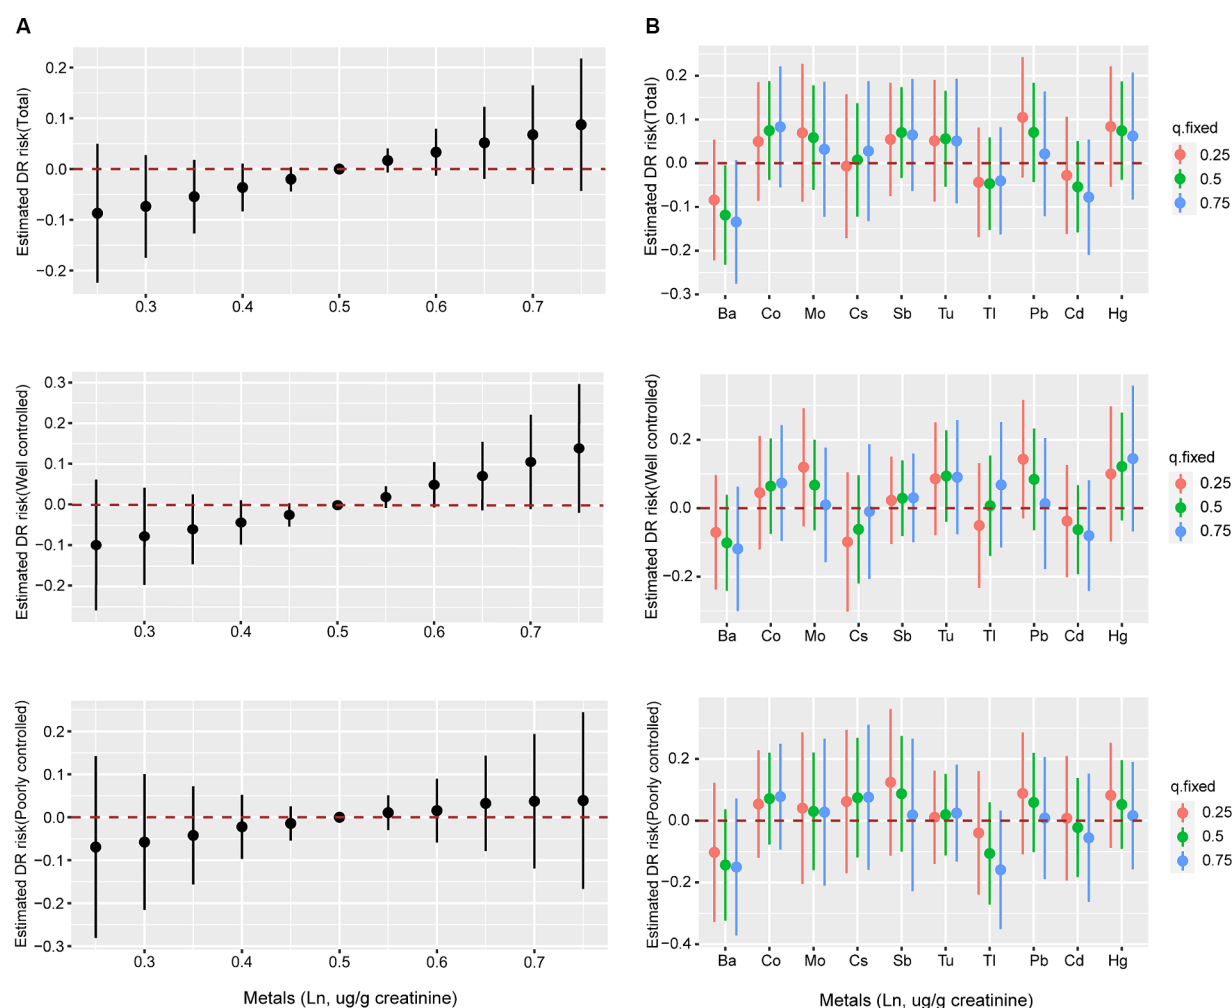 A
Estimated DR risk(Total)
0.2
0.1
0.0
−0.1
−0.2
0.3 0.4 0.5 0.6 0.7
B
Estimated DR risk(Total)
0.2
0.1
0.0
−0.1
−0.2
−0.3
Ba Co Mo Cs Sb Tu Tl Pb Cd Hg
q.fixed
0.25
0.5
0.75
Estimated DR risk(Well controlled)
0.3
0.2
0.1
0.0
−0.1
−0.2
0.3 0.4 0.5 0.6 0.7
Estimated DR risk(Well controlled)
0.2
0.0
−0.2
Ba Co Mo Cs Sb Tu Tl Pb Cd Hg
q.fixed
0.25
0.5
0.75
Estimated DR risk(Poorly controlled)
0.2
0.1
0.0
−0.1
−0.2
−0.3
0.3 0.4 0.5 0.6 0.7
Metals (Ln, ug/g creatinine)
Estimated DR risk(Poorly controlled)
0.2
0.0
−0.2
−0.4
Ba Co Mo Cs Sb Tu Tl Pb Cd Hg
Metals (Ln, ug/g creatinine)
q.fixed
0.25
0.5
0.75